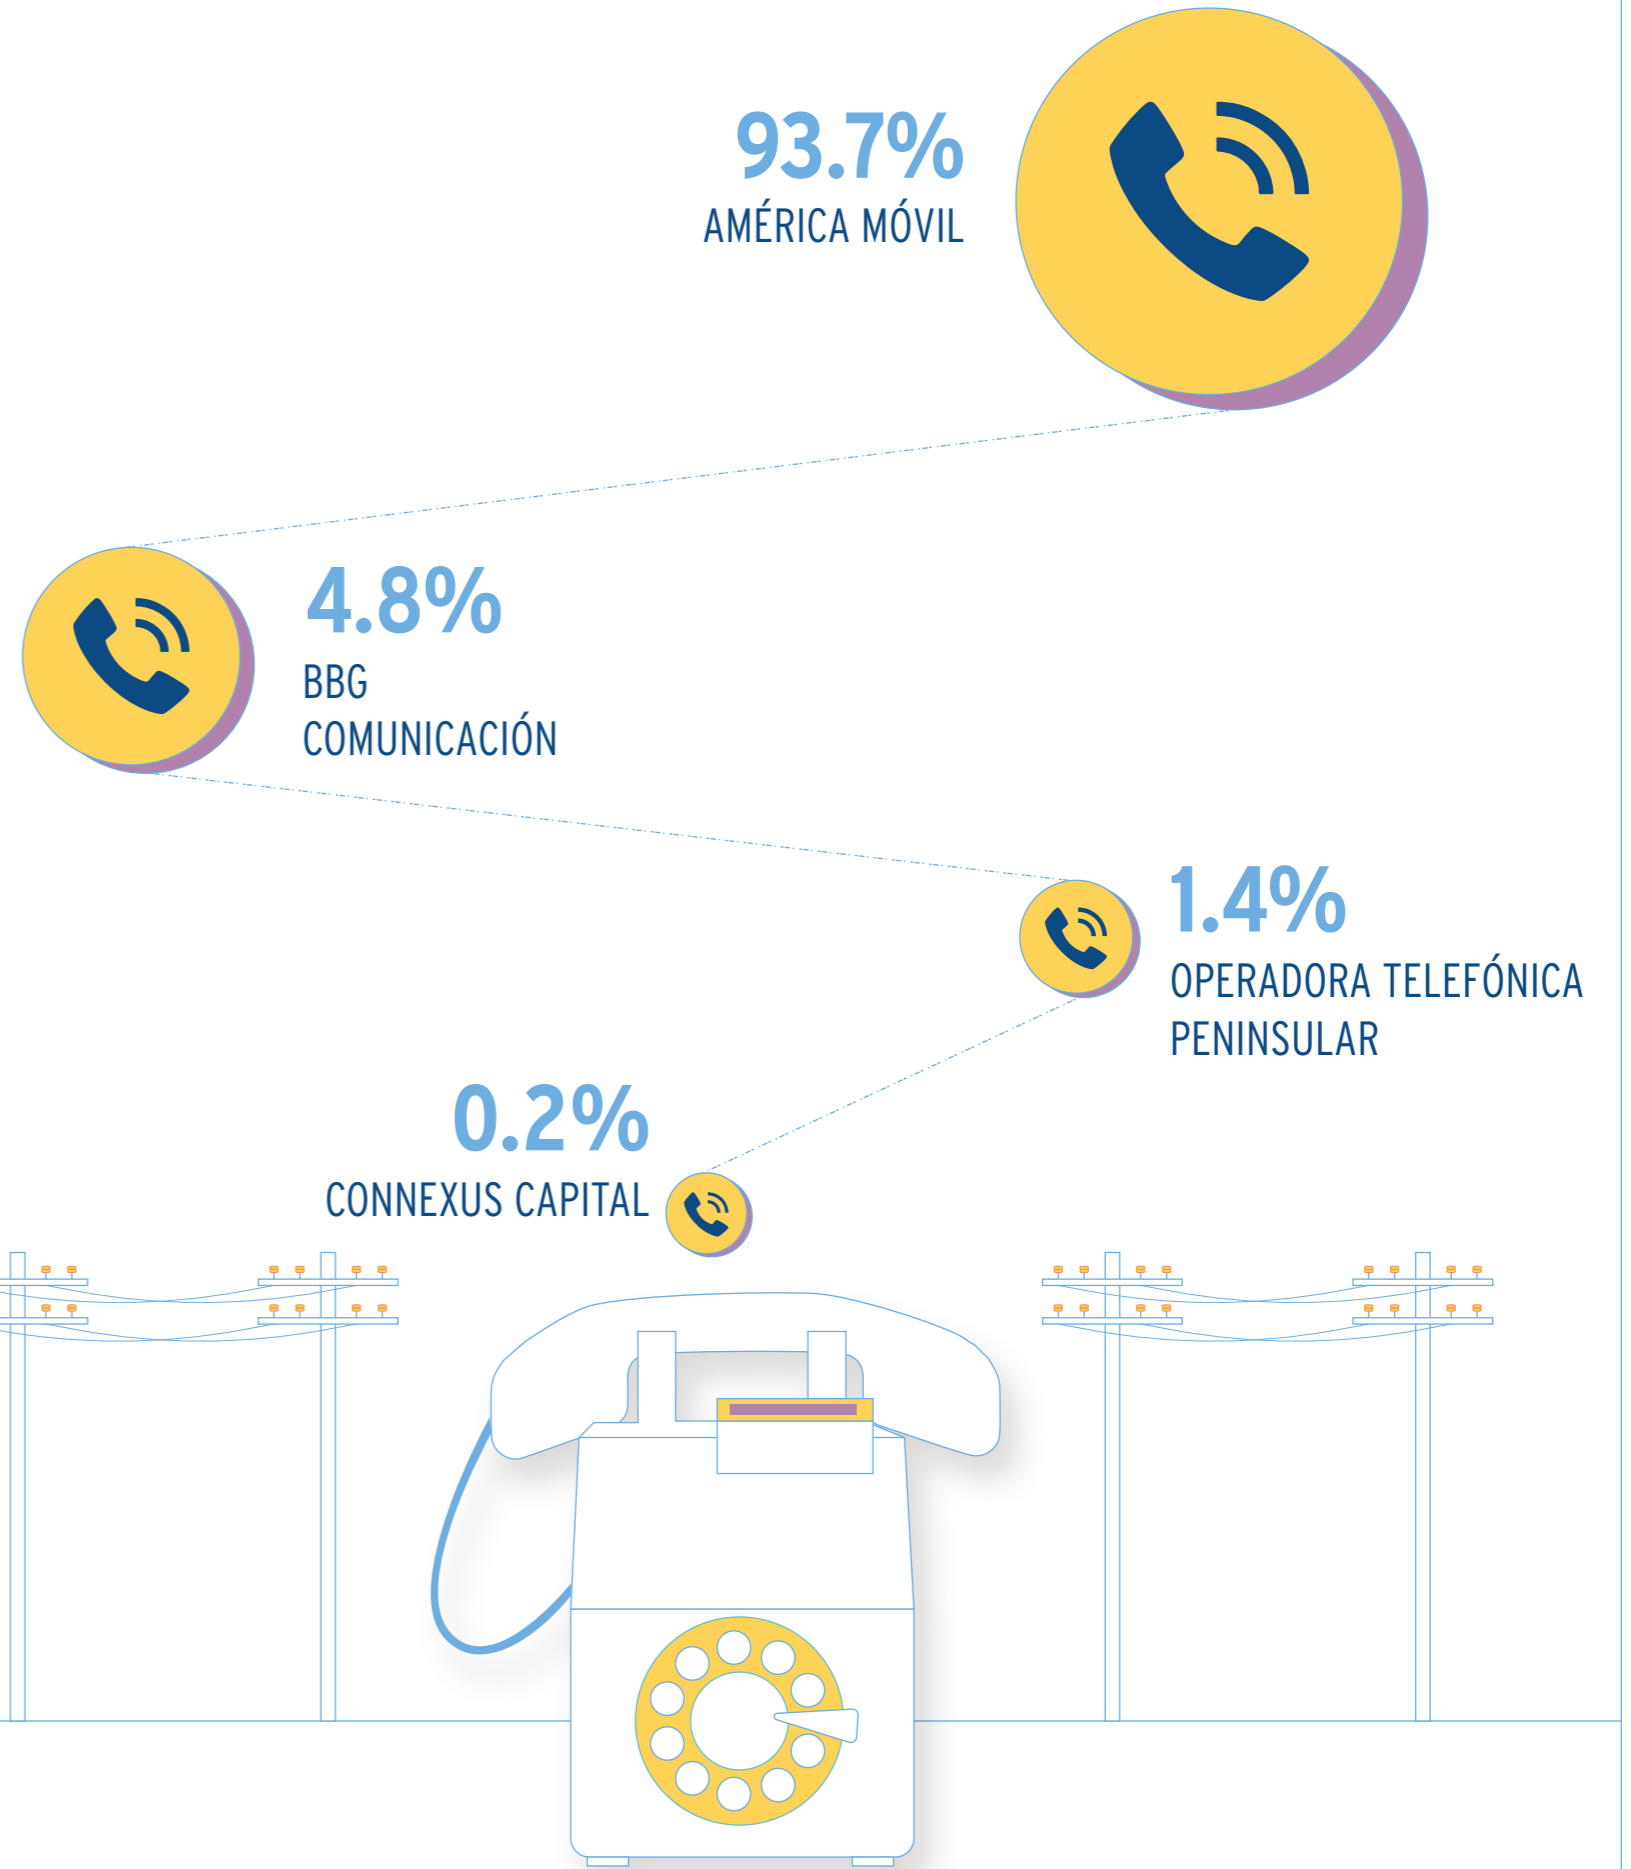 93.7%
AMÉRICA MÓVIL
4.8%
BBG
COMUNICACIÓN
1.4%
OPERADORA TELEFÓNICA
PENINSULAR
0.2%
CONNEXUS CAPITAL